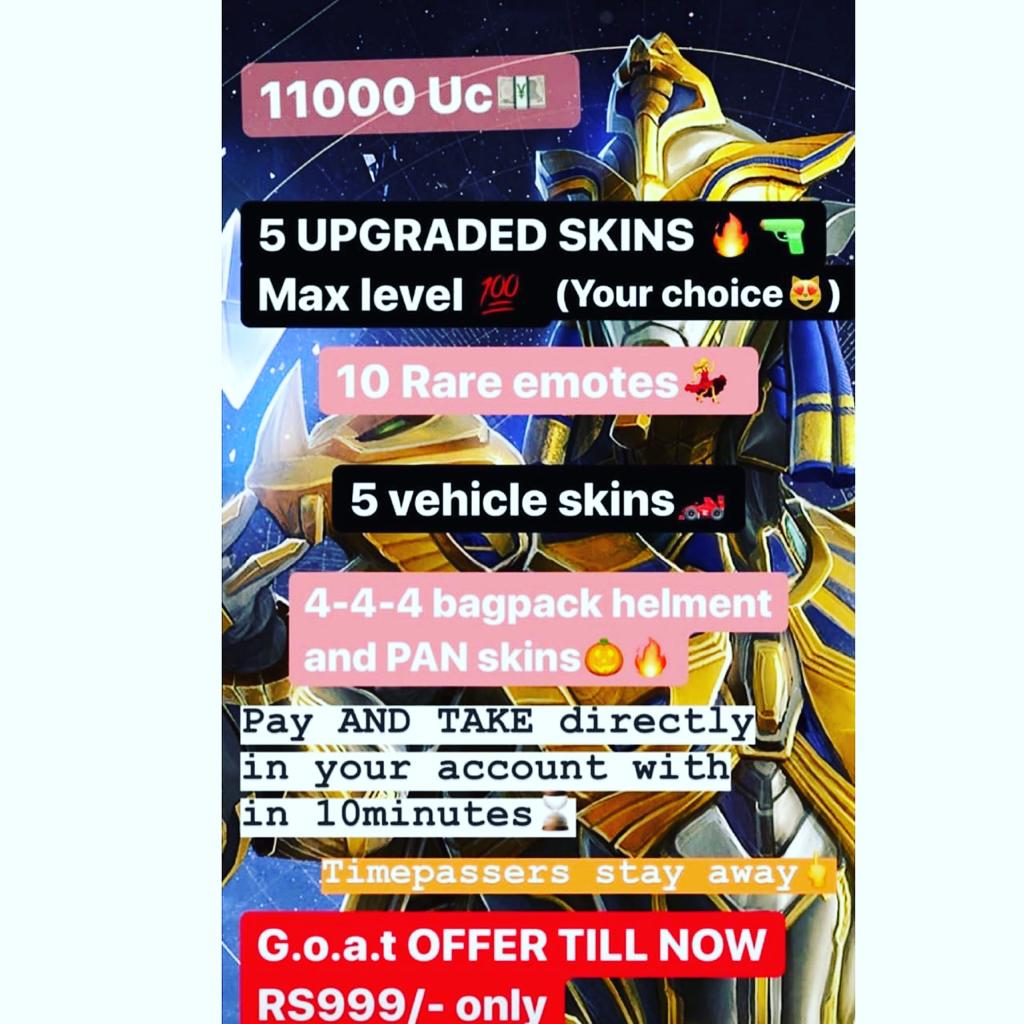 11000 Uc💴
5 UPGRADED SKINS 🔥🔫
Max level 💯 (Your choice😻)
10 Rare emotes💃
5 vehicle skins🏎️
4-4-4 bagpack helment
and PAN skins🎃🔥
Pay AND TAKE directly
in your account with
in 10minutes⏳
Timepassers stay away🖕
G.o.a.t OFFER TILL NOW
RS999/- only